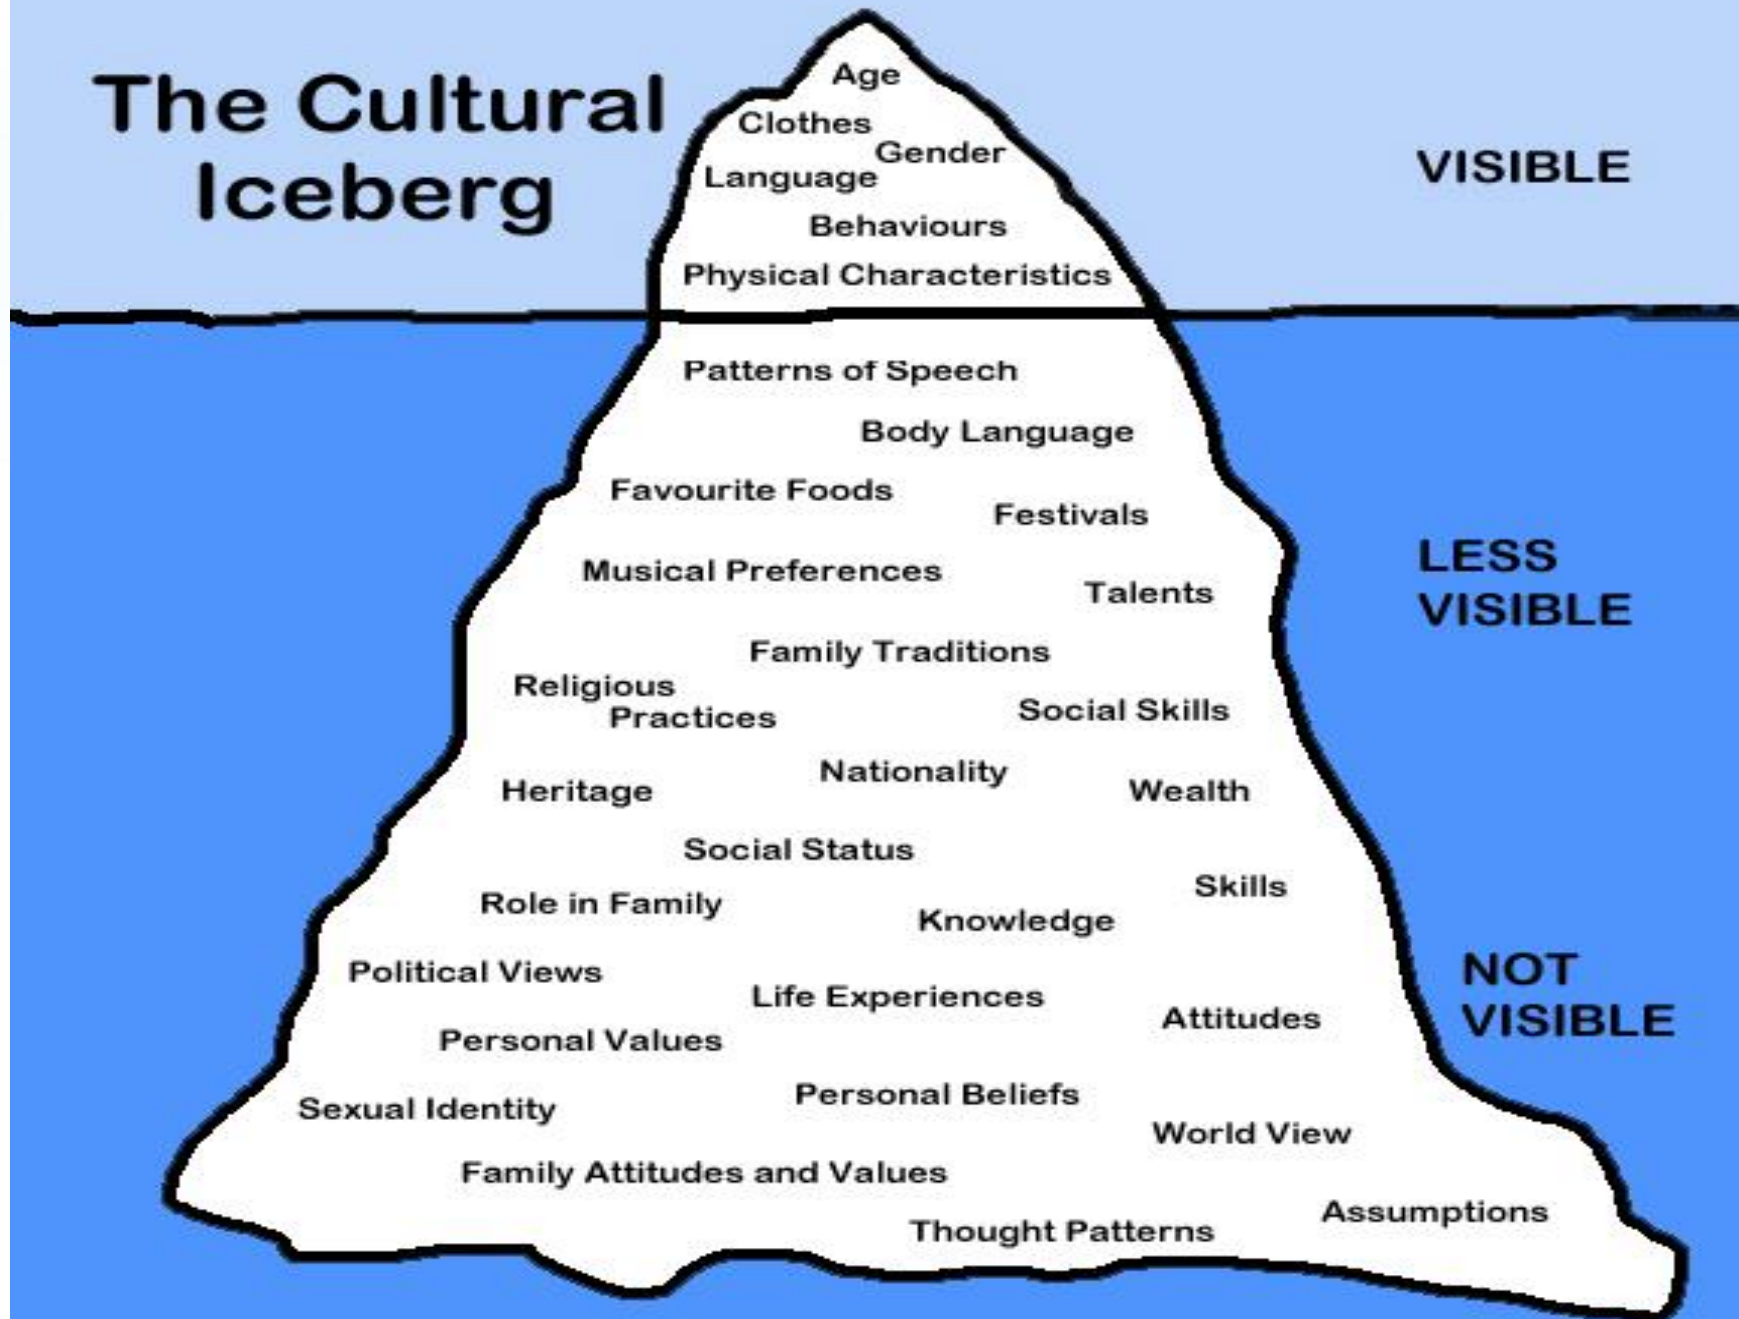 The Cultural
Iceberg
Age
Clothes
Gender
Language
Behaviours
Physical Characteristics
VISIBLE
Patterns of Speech
Body Language
Favourite Foods
Festivals
Musical Preferences
Talents
Family Traditions
Religious
Practices
Social Skills
Nationality
Heritage
Wealth
LESS
VISIBLE
Social Status
Skills
Role in Family
Knowledge
Political Views
Life Experiences
Attitudes
Personal Values
Personal Beliefs
Sexual Identity
World View
Family Attitudes and Values
Assumptions
Thought Patterns
NOT
VISIBLE